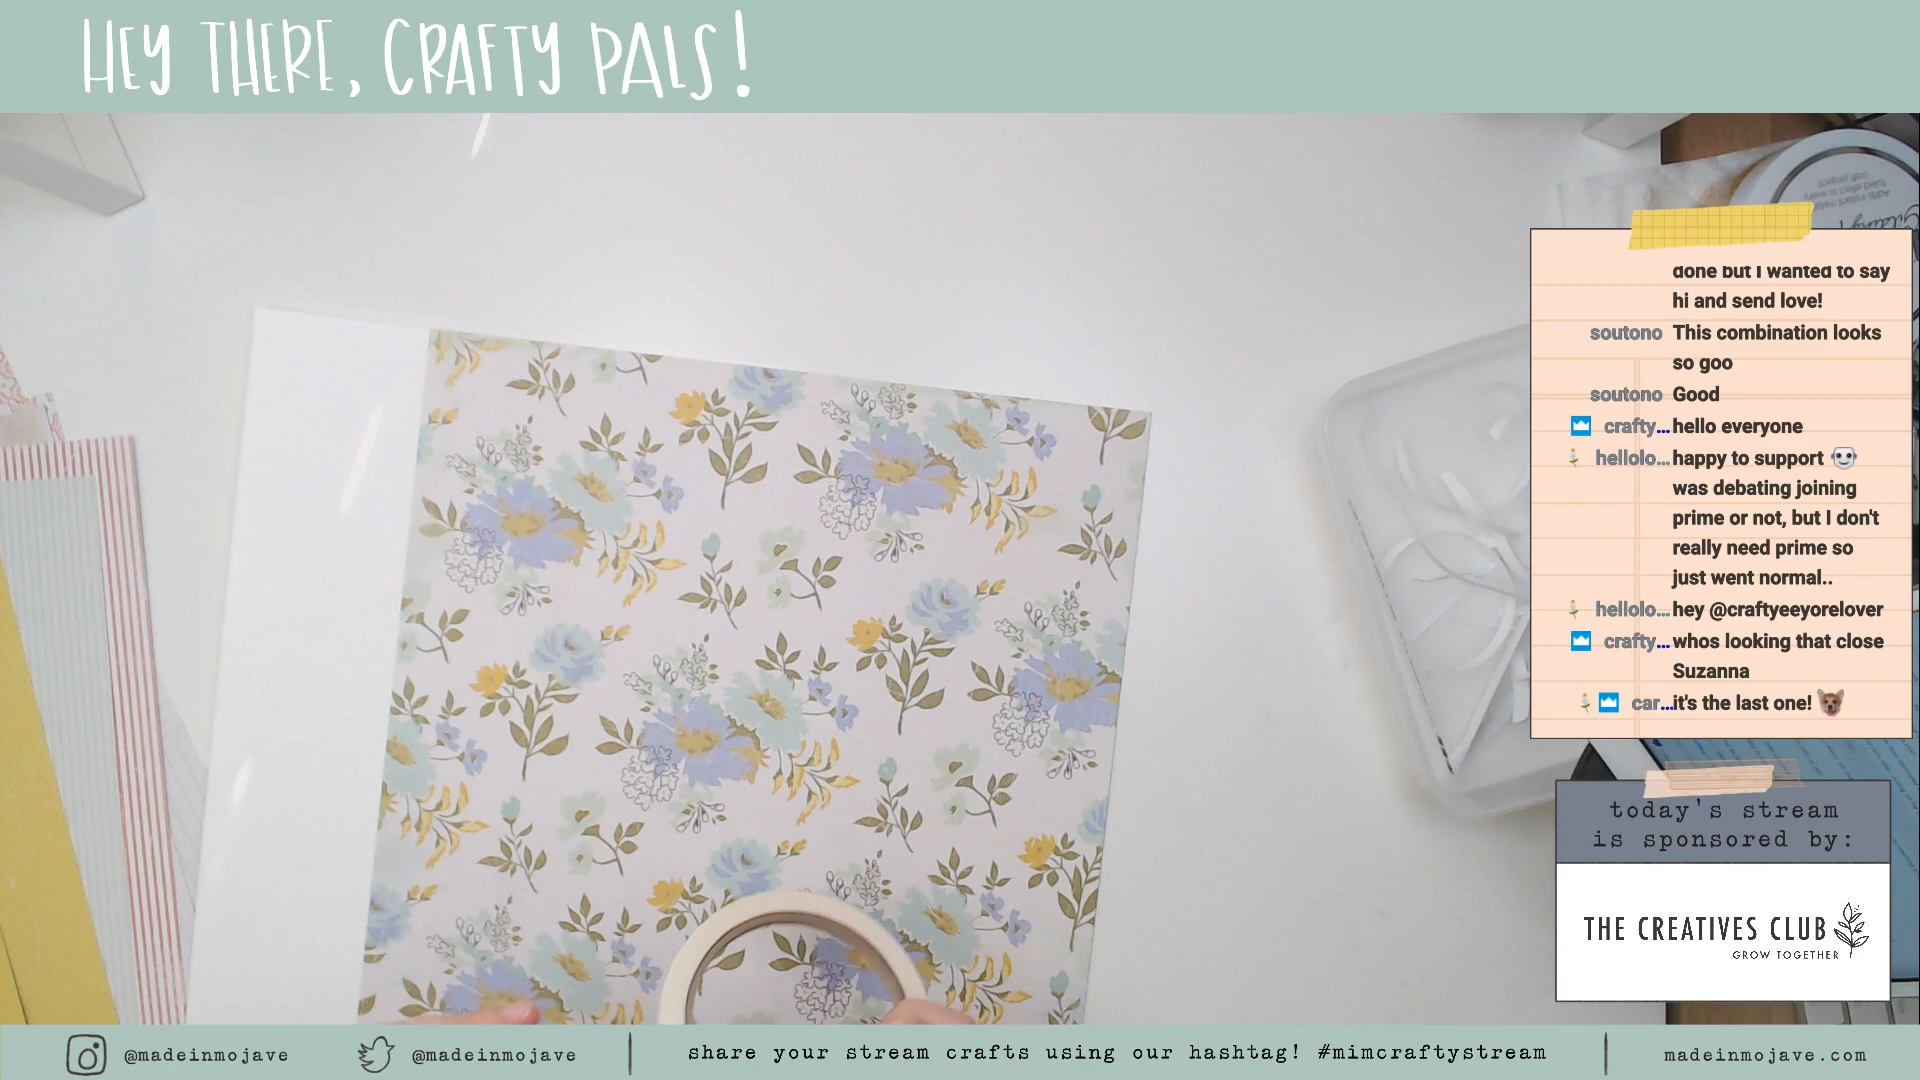 HEY THERE, CRAFTY PALS!
done but I wanted to say
hi and send love!
soutono This combination looks
so goo
soutono Good
crafty... hello everyone
hellolo... happy to support
was debating joining
prime or not, but I don't
really need prime so
just went normal..
hellolo... hey @craftyeeyorelover
crafty... whos looking that close
Suzanna
car... it's the last one!
today's stream
is sponsored by:
THE CREATIVES CLUB
GROW TOGETHER
@madeinmojave
@madeinmojave
share your stream crafts using our hashtag! #mimcraftystream
madeinmojave.com